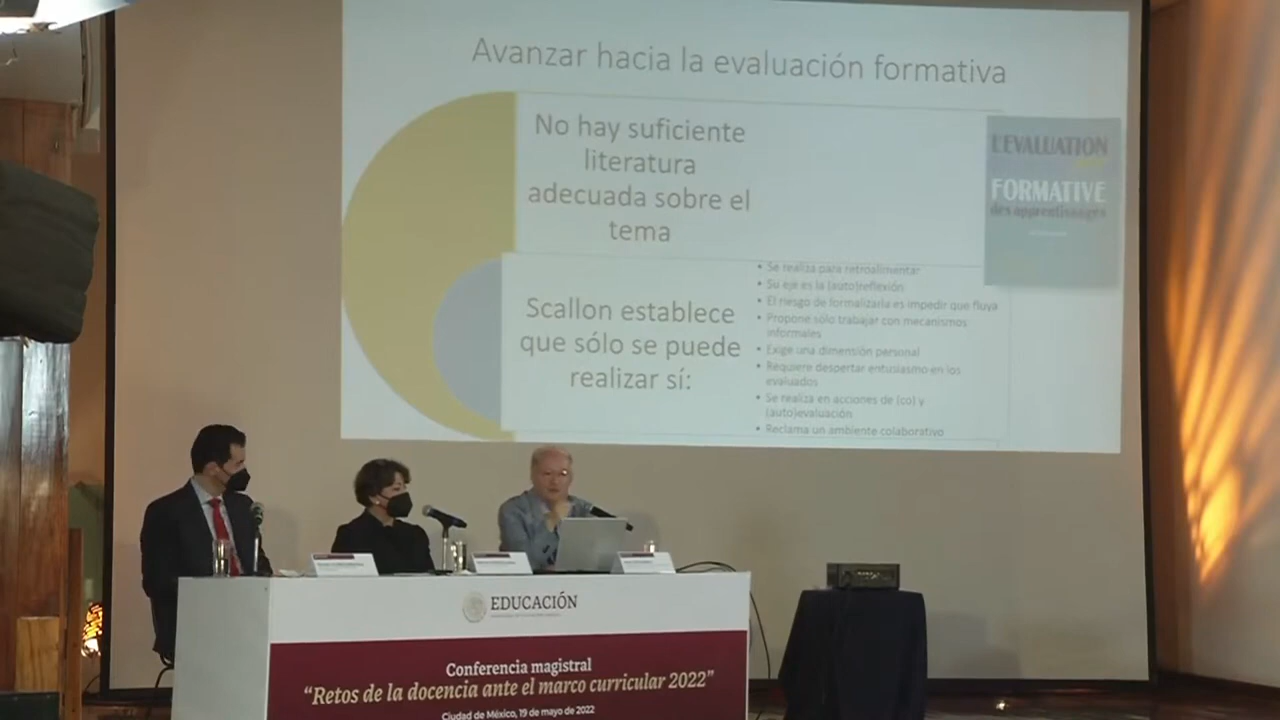 Avanzar hacia la evaluación formativa
No hay suficiente
literatura
adecuada sobre el
tema
L'EVALUATION
FORMATIVE
des apprentissages
Scallon establece
que sólo se puede
realizar sí:
• Se realiza para retroalimentar
• Su eje es la (auto)reflexión
• El riesgo de formalizarla es impedir que fluya
• Propone sólo trabajar con mecanismos
informales
• Exige una dimensión personal
• Requiere despertar entusiasmo en los
evaluados
• Se realiza en acciones de (co) y
(auto)evaluación
• Reclama un ambiente colaborativo
EDUCACIÓN
Conferencia magistral
“Retos de la docencia ante el marco curricular 2022”
Ciudad de México, 19 de mayo de 2022